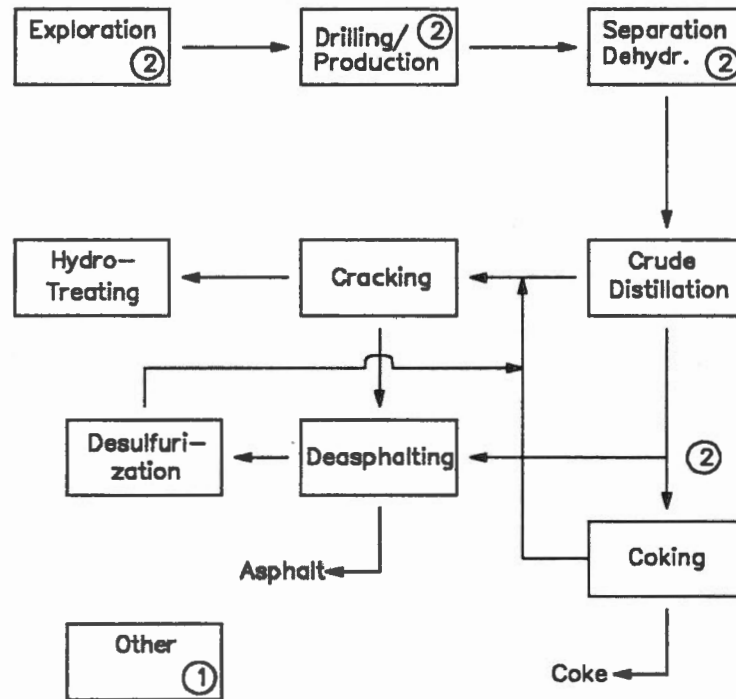 Exploration
2
Drilling/ 2
Production
Separation
Dehydr. 2
Hydro-
Treating
Cracking
Crude
Distillation
Desulfuri-
zation
Deasphalting
2
Coking
Asphalt
Other
1
Coke